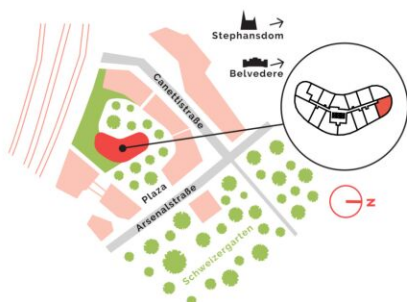 Stephansdom
Belvedere
Canettistraße
Plaza
Arsenalstraße
Schweizergarten
N